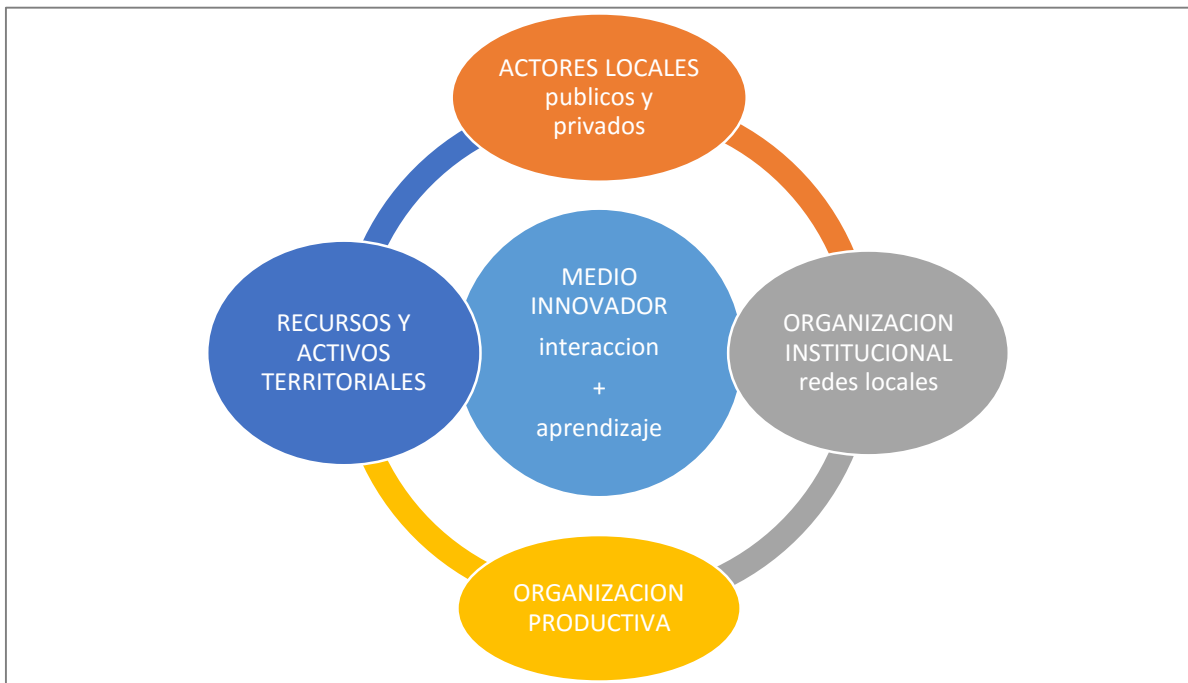 ACTORES LOCALES
publicos y
privados
MEDIO
INNOVADOR
interaccion
+
aprendizaje
RECURSOS Y
ACTIVOS
TERRITORIALES
ORGANIZACION
INSTITUCIONAL
redes locales
ORGANIZACION
PRODUCTIVA